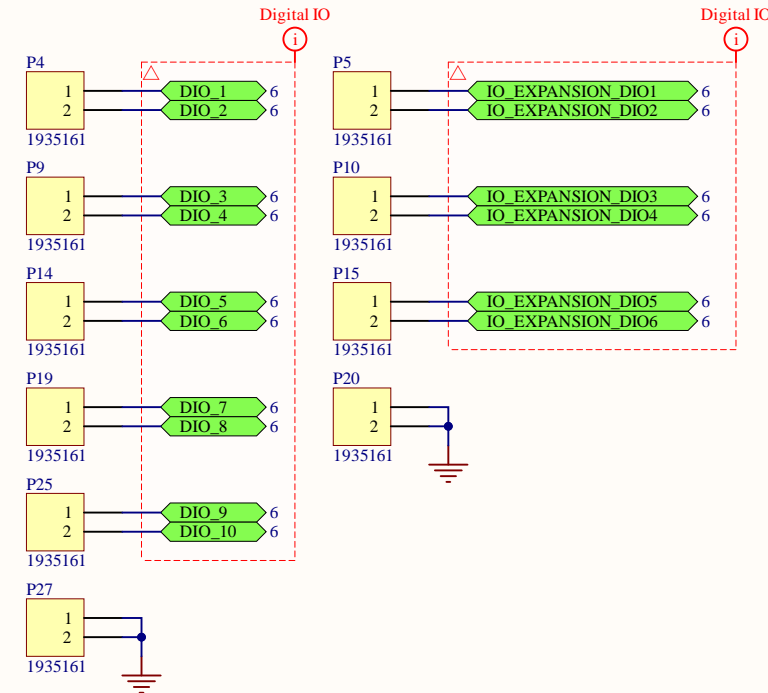 Digital IO
i
P4
1 DIO_1 6
2 DIO_2 6
1935161
P9
1 DIO_3 6
2 DIO_4 6
1935161
P14
1 DIO_5 6
2 DIO_6 6
1935161
P19
1 DIO_7 6
2 DIO_8 6
1935161
P25
1 DIO_9 6
2 DIO_10 6
1935161
P27
1
2
1935161
Digital IO
i
P5
1 IO_EXPANSION_DIO1 6
2 IO_EXPANSION_DIO2 6
1935161
P10
1 IO_EXPANSION_DIO3 6
2 IO_EXPANSION_DIO4 6
1935161
P15
1 IO_EXPANSION_DIO5 6
2 IO_EXPANSION_DIO6 6
1935161
P20
1
2
1935161